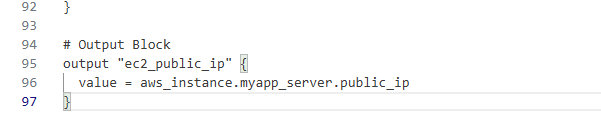 92 }
93
94 # Output Block
95 output "ec2_public_ip" {
96   value = aws_instance.myapp_server.public_ip
97 }